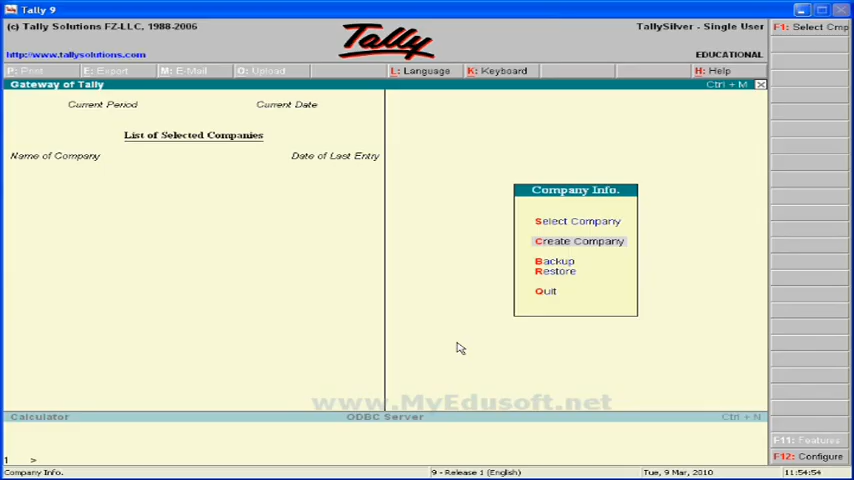 Tally 9
(c) Tally Solutions FZ-LLC, 1988-2006
Tally
TallySilver - Single User
F1: Select Cmp
http://www.tallysolutions.com
EDUCATIONAL
P: Print E: Export M: E-Mail O: Upload L: Language K: Keyboard H: Help
Gateway of Tally Ctrl + M
Current Period Current Date
List of Selected Companies
Name of Company Date of Last Entry
Company Info.
Select Company
Create Company
Backup
Restore
Quit
www.MyEdusoft.net
Calculator ODBC Server Ctrl + N
F11: Features
F12: Configure
1 >
Company Info. 9 - Release 1 (English) Tue, 9 Mar, 2010 11:54:54